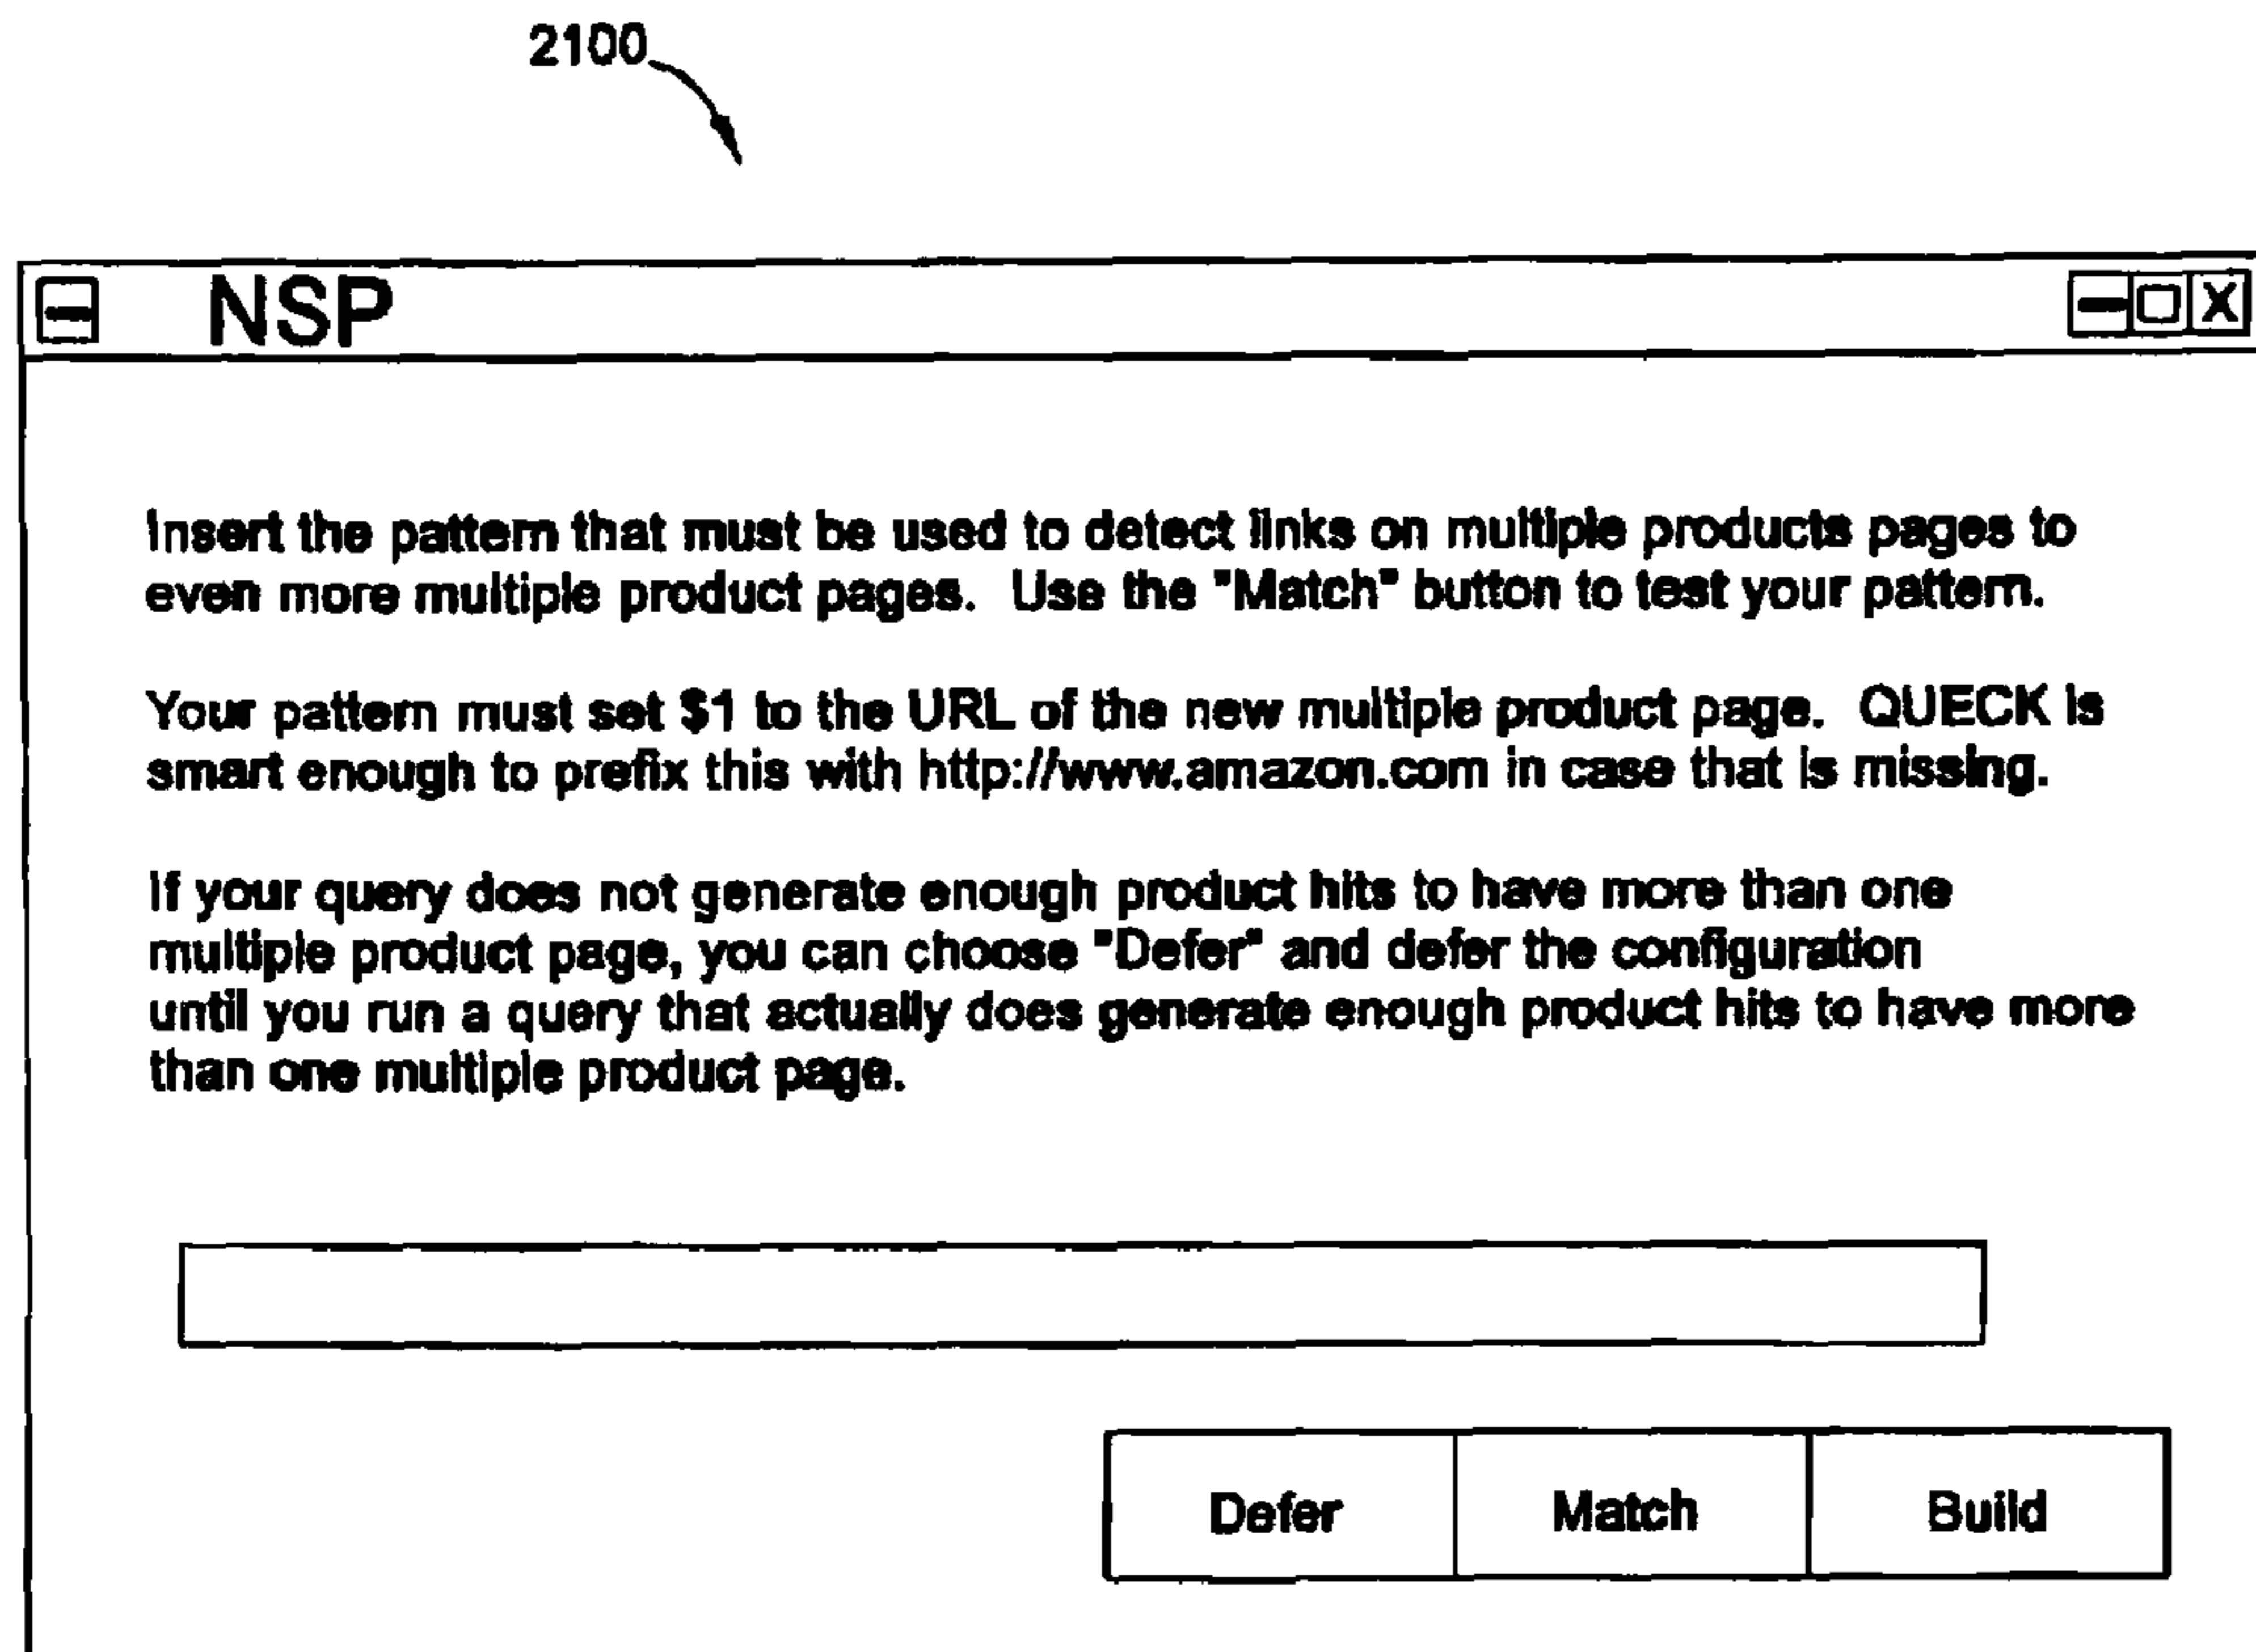 2100
NSP
Insert the pattern that must be used to detect links on multiple products pages to
even more multiple product pages.  Use the "Match" button to test your pattern.
Your pattern must set $1 to the URL of the new multiple product page.  QUECK is
smart enough to prefix this with http://www.amazon.com in case that is missing.
If your query does not generate enough product hits to have more than one
multiple product page, you can choose "Defer" and defer the configuration
until you run a query that actually does generate enough product hits to have more
than one multiple product page.
Defer Match Build